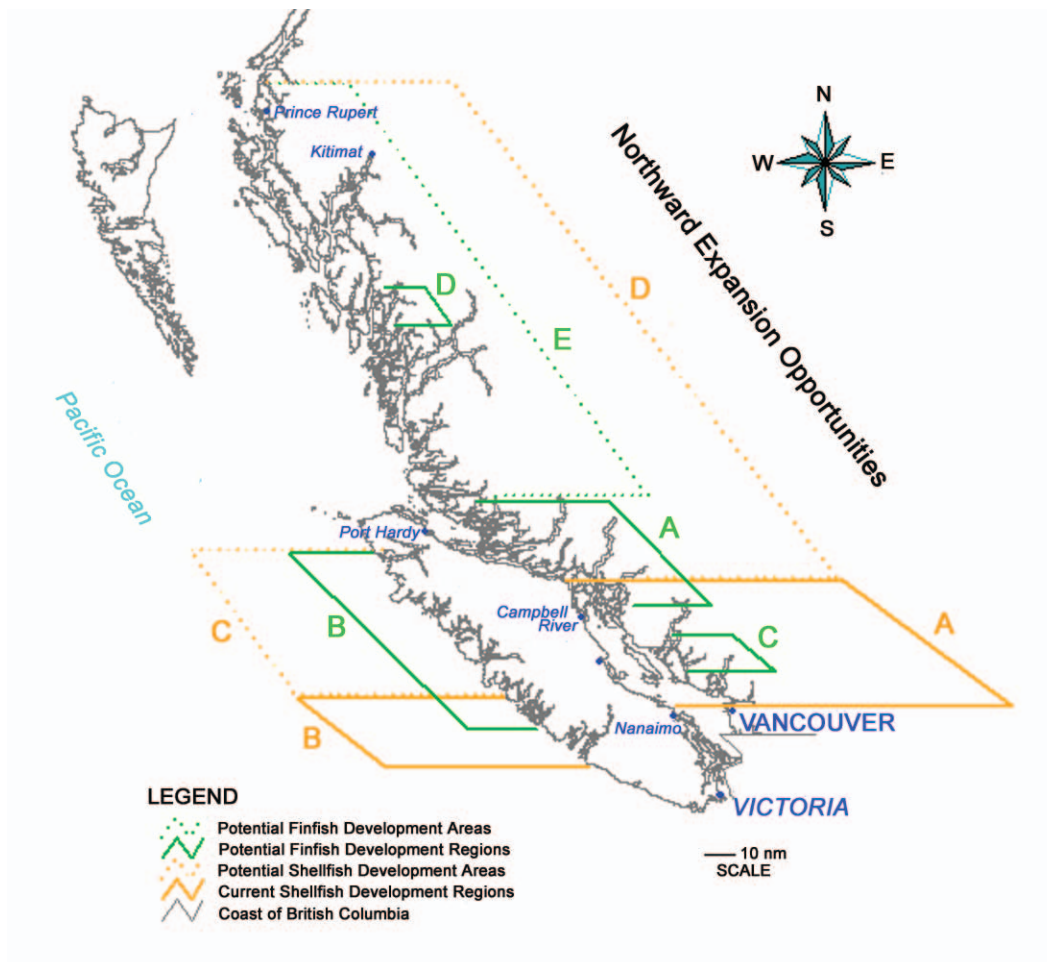 N
W
E
S
Northward Expansion Opportunities
Prince Rupert
Kitimat
D
D
E
Pacific Ocean
A
Port Hardy
A
B
Campbell
River
C
C
B
Nanaimo
VANCOUVER
VICTORIA
LEGEND
Potential Finfish Development Areas
Potential Finfish Development Regions
Potential Shellfish Development Areas
Current Shellfish Development Regions
Coast of British Columbia
10 nm
SCALE